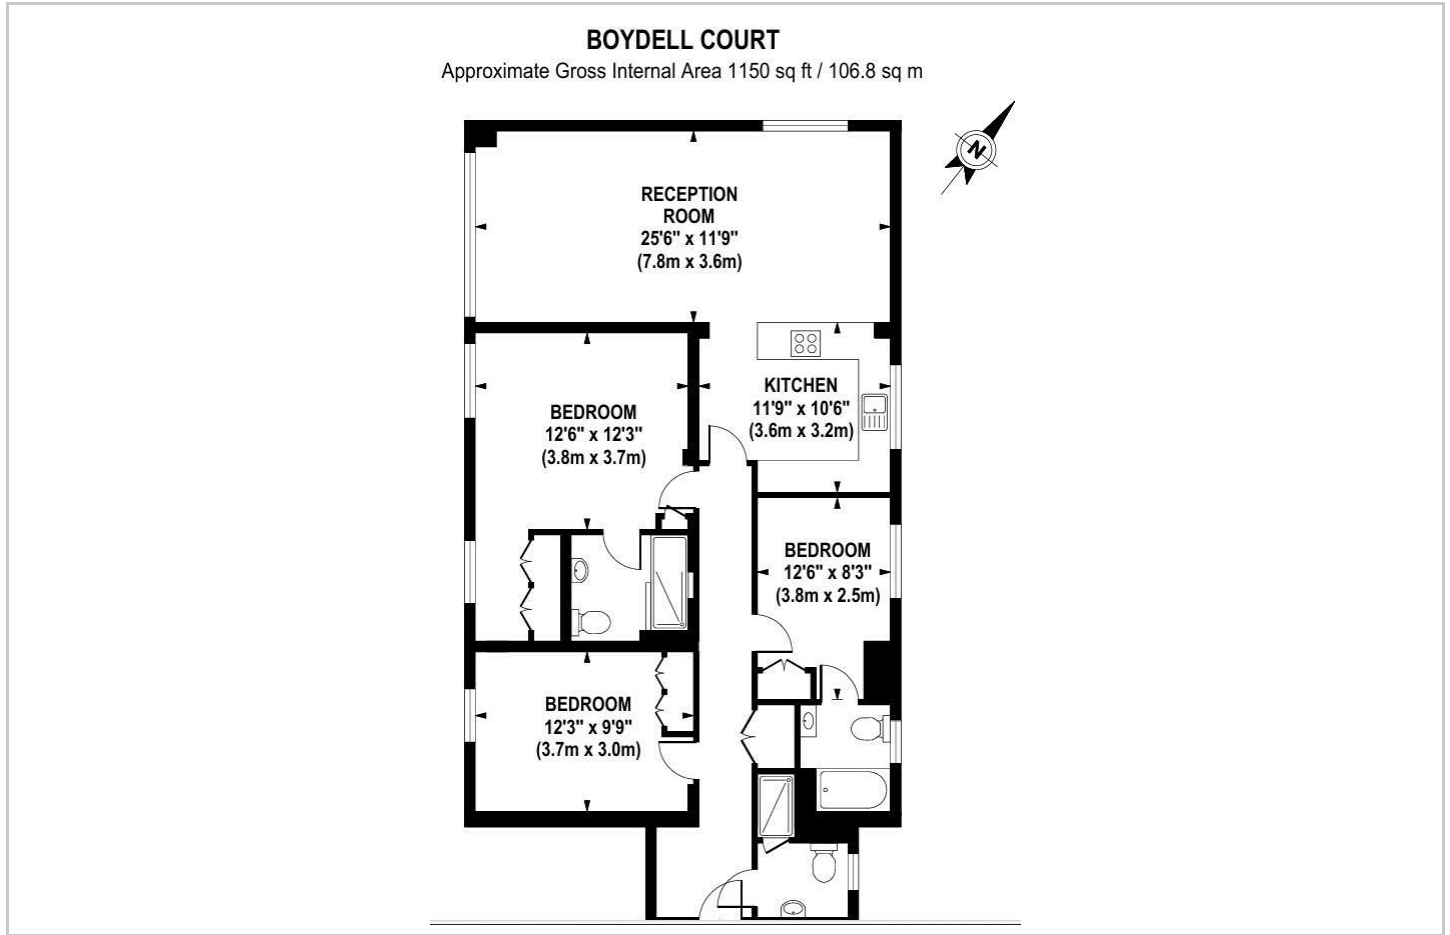 BOYDELL COURT
Approximate Gross Internal Area 1150 sq ft / 106.8 sq m
N
RECEPTION
ROOM
25'6" x 11'9"
(7.8m x 3.6m)
KITCHEN
11'9" x 10'6"
(3.6m x 3.2m)
BEDROOM
12'6" x 12'3"
(3.8m x 3.7m)
BEDROOM
12'6" x 8'3"
(3.8m x 2.5m)
BEDROOM
12'3" x 9'9"
(3.7m x 3.0m)